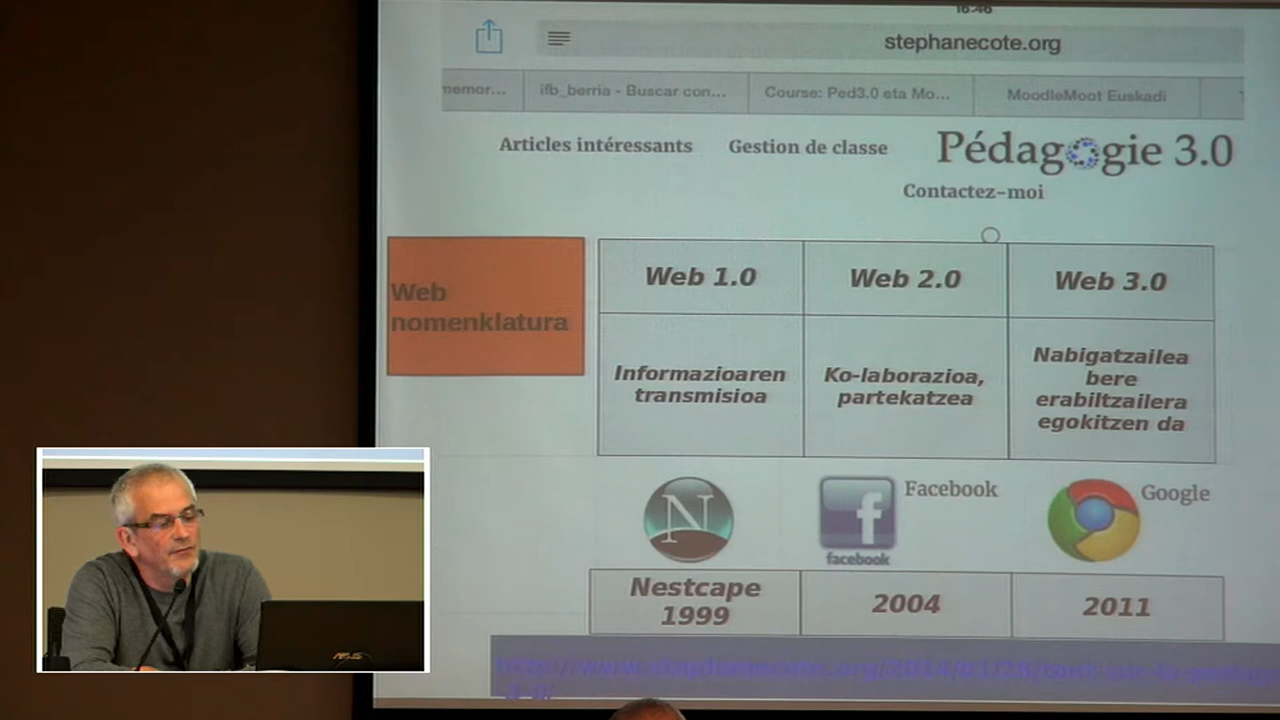 16:46
stephanecote.org
memor...
ifb_berria - Buscar con...
Course: Ped3.0 eta Mo...
MoodleMoot Euskadi
Articles intéressants
Gestion de classe
Pédagogie 3.0
Contactez-moi
Web
nomenklatura
Web 1.0
Web 2.0
Web 3.0
Informazioaren
transmisioa
Ko-laborazioa,
partekatzea
Nabigatzailea
bere
erabiltzailera
egokitzen da
N
f
facebook
Facebook
Google
Nestcape
1999
2004
2011
ASUS